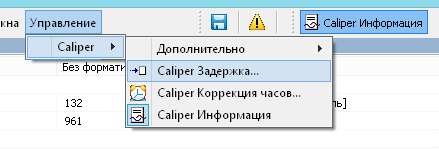 кна Управление Caliper Информация
Caliper Дополнительно
Без формати Caliper Задержка...
Caliper Коррекция часов...
132 ль]
961 Caliper Информация